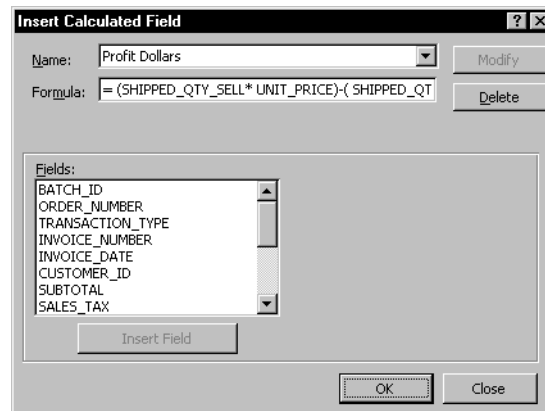 Insert Calculated Field
Name: Profit Dollars Modify
Formula: = (SHIPPED_QTY_SELL* UNIT_PRICE)-( SHIPPED_QT Delete
Fields:
BATCH_ID
ORDER_NUMBER
TRANSACTION_TYPE
INVOICE_NUMBER
INVOICE_DATE
CUSTOMER_ID
SUBTOTAL
SALES_TAX
Insert Field
OK Close